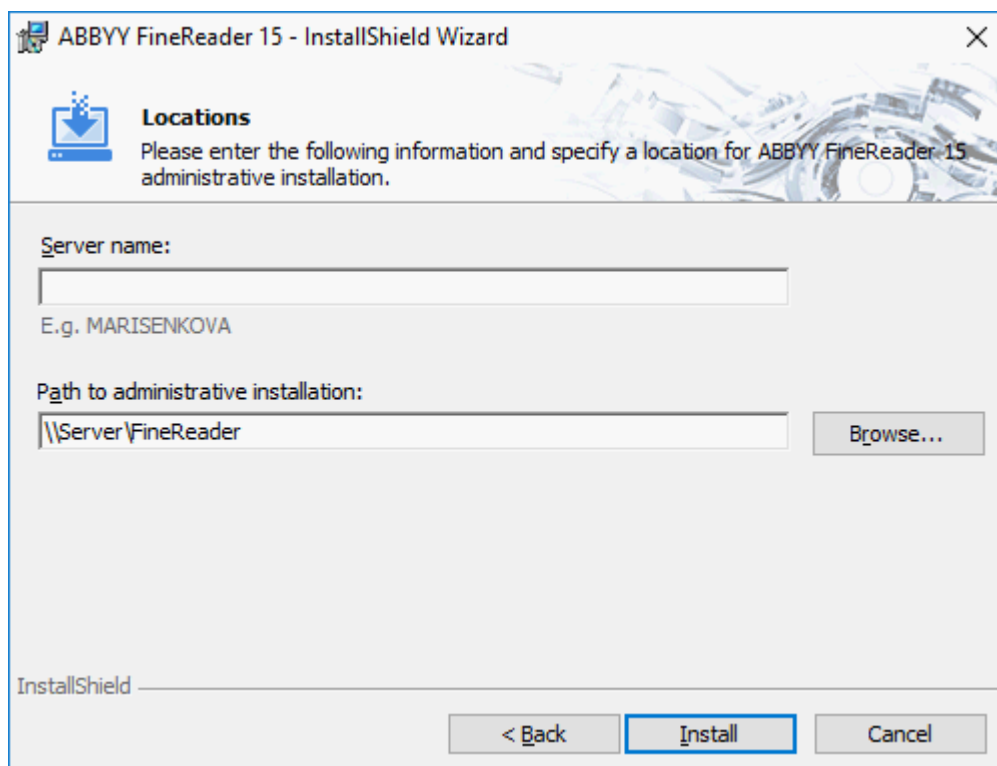 ABBYY FineReader 15 - InstallShield Wizard
Locations
Please enter the following information and specify a location for ABBYY FineReader 15
administrative installation.
Server name:
E.g. MARISENKOVA
Path to administrative installation:
\\Server\FineReader
Browse...
InstallShield
< Back
Install
Cancel